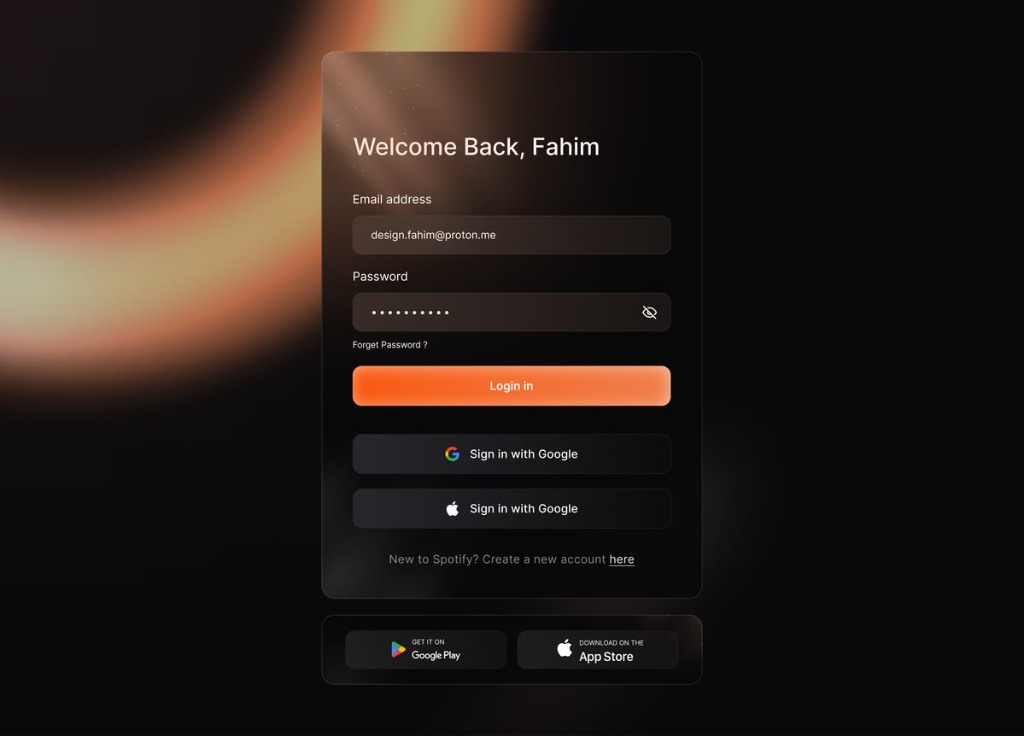 Welcome Back, Fahim
Email address
design.fahim@proton.me
Password
Forget Password ?
Login in
Sign in with Google
Sign in with Google
New to Spotify? Create a new account here
GET IT ON
Google Play
DOWNLOAD ON THE
App Store